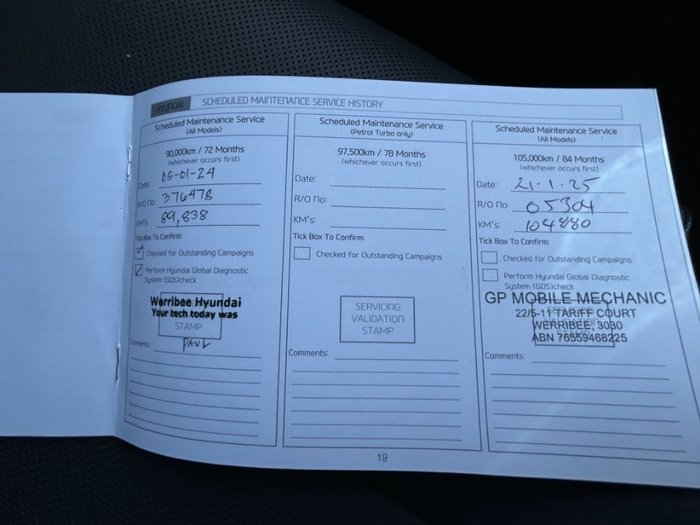 HYUNDAI SCHEDULED MAINTENANCE SERVICE HISTORY
Scheduled Maintenance Service
(All Models)
90,000km / 72 Months
(whichever occurs first)
Date: 05-01-24
R/O No: 376478
KM's: 89,838
Tick Box To Confirm:
Checked for Outstanding Campaigns
Perform Hyundai Global Diagnostic
System (GDS)check
Werribee Hyundai
Your tech today was
STAMP
Comments: PAUL
Scheduled Maintenance Service
(Petrol Turbo only)
97,500km / 78 Months
(whichever occurs first)
Date:
R/O No:
KM's:
Tick Box To Confirm:
Checked for Outstanding Campaigns
SERVICING
VALIDATION
STAMP
Comments:
Scheduled Maintenance Service
(All Models)
105,000km / 84 Months
(whichever occurs first)
Date: 21.1.25
R/O No: 05304
KM's: 104880
Tick Box To Confirm:
Checked for Outstanding Campaigns
Perform Hyundai Global Diagnostic
System (GDS)check
GP MOBILE MECHANIC
22/5-11 TARIFF COURT
WERRIBEE, 3030
ABN 76559468225
Comments:
19